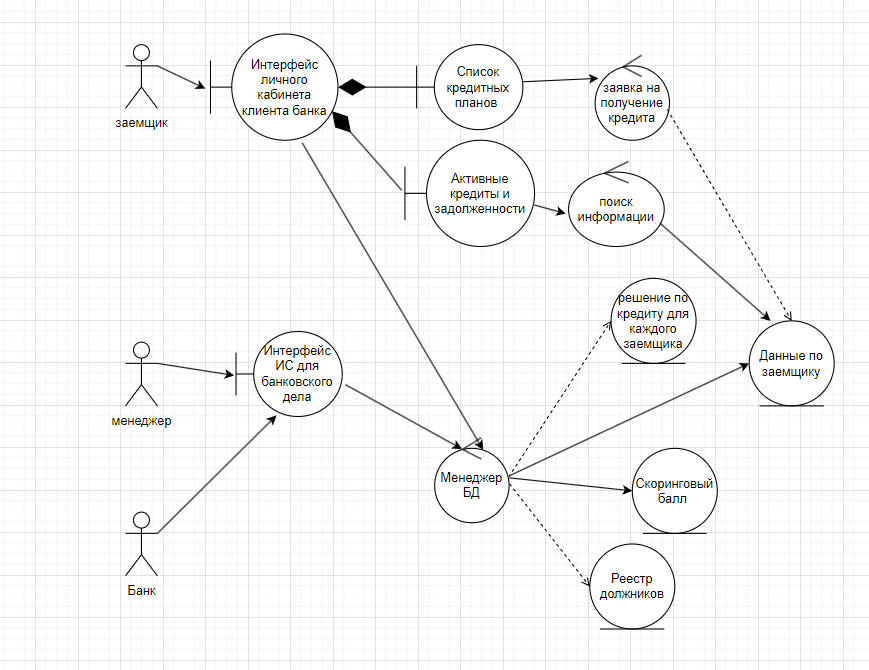 заемщик
Интерфейс
личного
кабинета
клиента банка
Список
кредитных
планов
заявка на
получение
кредита
Активные
кредиты и
задолженности
поиск
информации
решение по
кредиту для
каждого
заемщика
Данные по
заемщику
менеджер
Интерфейс
ИС для
банковского
дела
Менеджер
БД
Скоринговый
балл
Банк
Реестр
должников